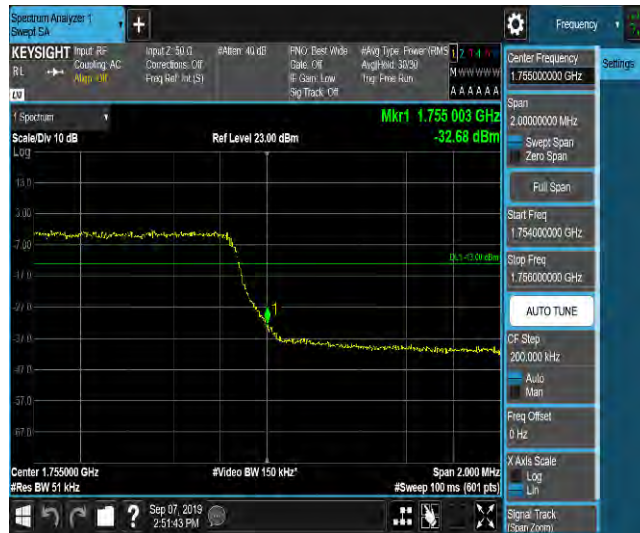 Spectrum Analyzer 1
Swept SA
+
Frequency
KEYSIGHT
Input: RF
Input Z: 50 Ω
#Atten: 40 dB
PNO: Best Wide
#Avg Type: Power (RMS
1 2
RL
Coupling: AC
Corrections: Off
Gate: Off
Avg|Hold: 30/30
M W W W W W
Align: Off
Freq Ref: Int (S)
IF Gain: Low
Trig: Free Run
Sig Track: Off
A A A A A A
LXI
1 Spectrum
Mkr1 1.755 003 GHz
Scale/Div 10 dB
Ref Level 23.00 dBm
-32.68 dBm
Log
13.0
3.00
-7.00
DL1 -13.00 dBm
-17.0
-27.0
1
-37.0
-47.0
-57.0
-67.0
Center 1.755000 GHz
#Video BW 150 kHz*
Span 2.000 MHz
#Res BW 51 kHz
#Sweep 100 ms (601 pts)
?
Sep 07, 2019
2:51:43 PM
Center Frequency
1.755000000 GHz
Settings
Span
2.00000000 MHz
Swept Span
Zero Span
Full Span
Start Freq
1.754000000 GHz
Stop Freq
1.756000000 GHz
AUTO TUNE
CF Step
200.000 kHz
Auto
Man
Freq Offset
0 Hz
X Axis Scale
Log
Lin
Signal Track
(Span Zoom)